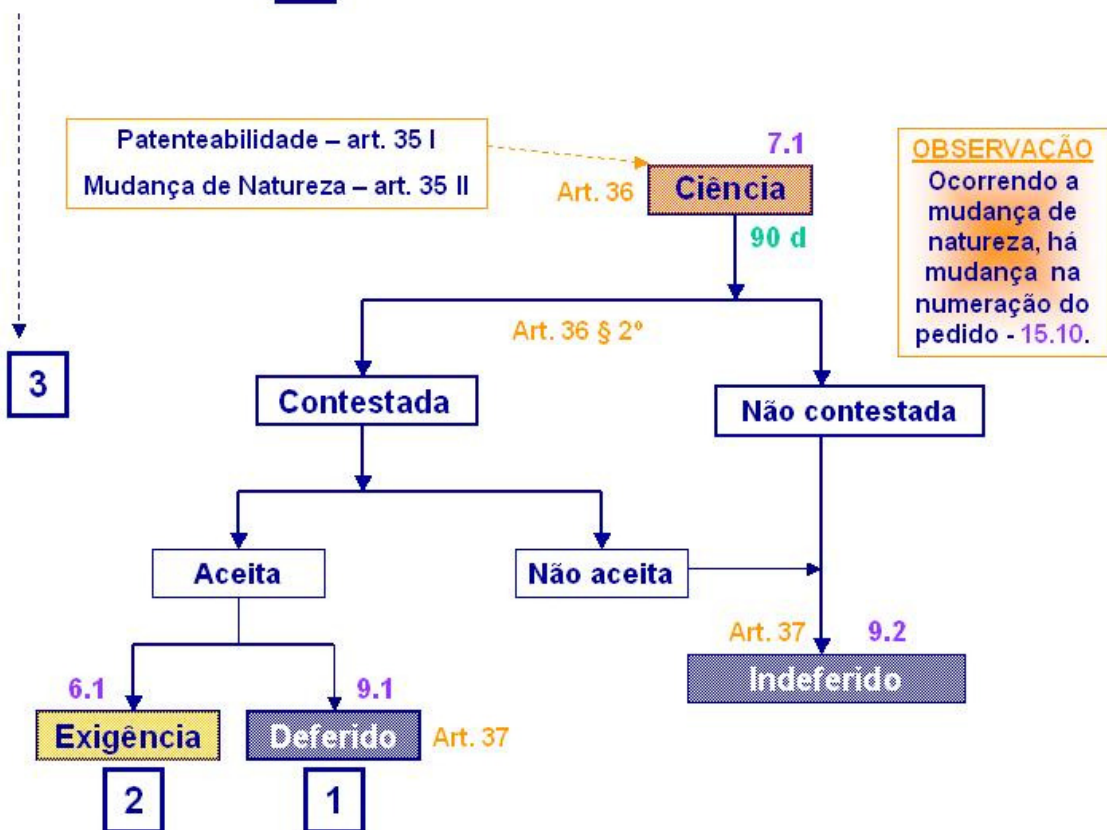 Patenteabilidade – art. 35 I
Mudança de Natureza – art. 35 II
7.1
Art. 36
Ciência
90 d
OBSERVAÇÃO
Ocorrendo a
mudança de
natureza, há
mudança na
numeração do
pedido - 15.10.
Art. 36 § 2º
3
Contestada
Não contestada
Aceita
Não aceita
Art. 37
9.2
Indeferido
6.1
9.1
Exigência
Deferido
Art. 37
2
1